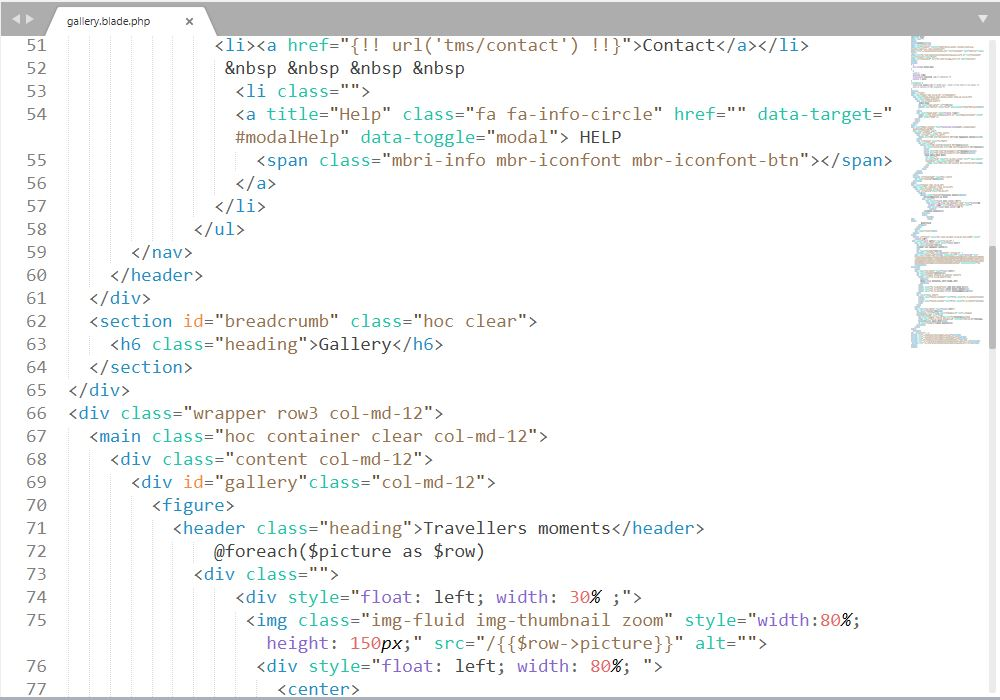 gallery.blade.php ×
51 <li><a href="{!! url('tms/contact') !!}">Contact</a></li>
52 &nbsp &nbsp &nbsp &nbsp
53 <li class="">
54 <a title="Help" class="fa fa-info-circle" href="" data-target="
#modalHelp" data-toggle="modal"> HELP
55 <span class="mbri-info mbr-iconfont mbr-iconfont-btn"></span>
56 </a>
57 </li>
58 </ul>
59 </nav>
60 </header>
61 </div>
62 <section id="breadcrumb" class="hoc clear">
63 <h6 class="heading">Gallery</h6>
64 </section>
65 </div>
66 <div class="wrapper row3 col-md-12">
67 <main class="hoc container clear col-md-12">
68 <div class="content col-md-12">
69 <div id="gallery"class="col-md-12">
70 <figure>
71 <header class="heading">Travellers moments</header>
72 @foreach($picture as $row)
73 <div class="">
74 <div style="float: left; width: 30% ;">
75 <img class="img-fluid img-thumbnail zoom" style="width:80%;
height: 150px;" src="/{{$row->picture}}" alt="">
76 <div style="float: left; width: 80%; ">
77 <center>